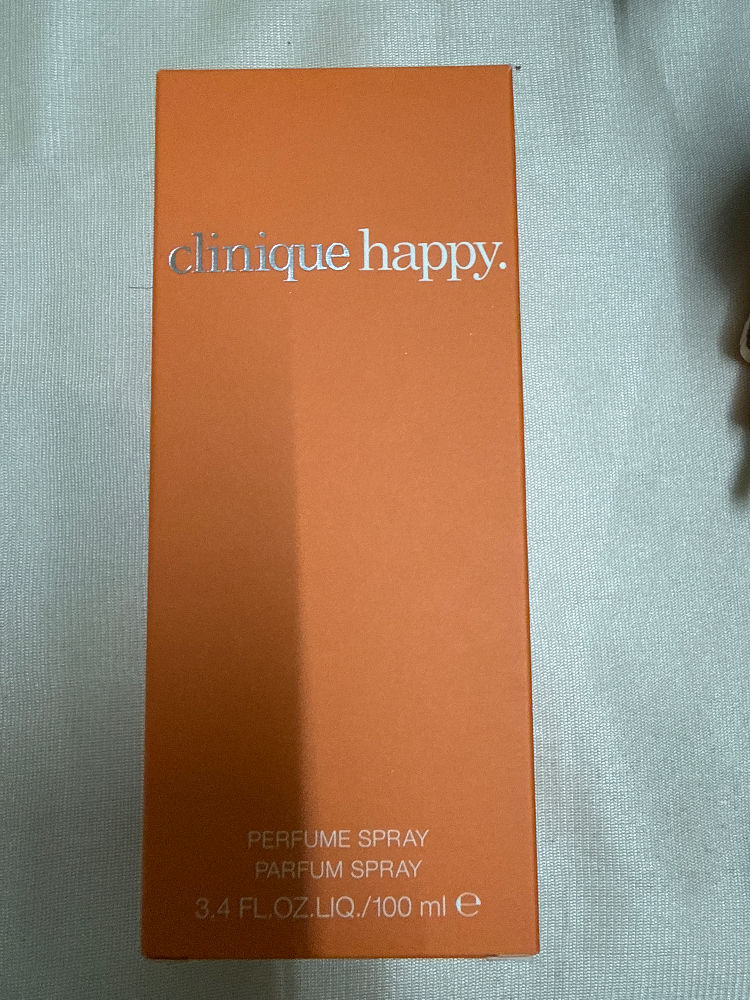 clinique happy.
PERFUME SPRAY
PARFUM SPRAY
3.4 FL.OZ.LIQ./100 ml ℮